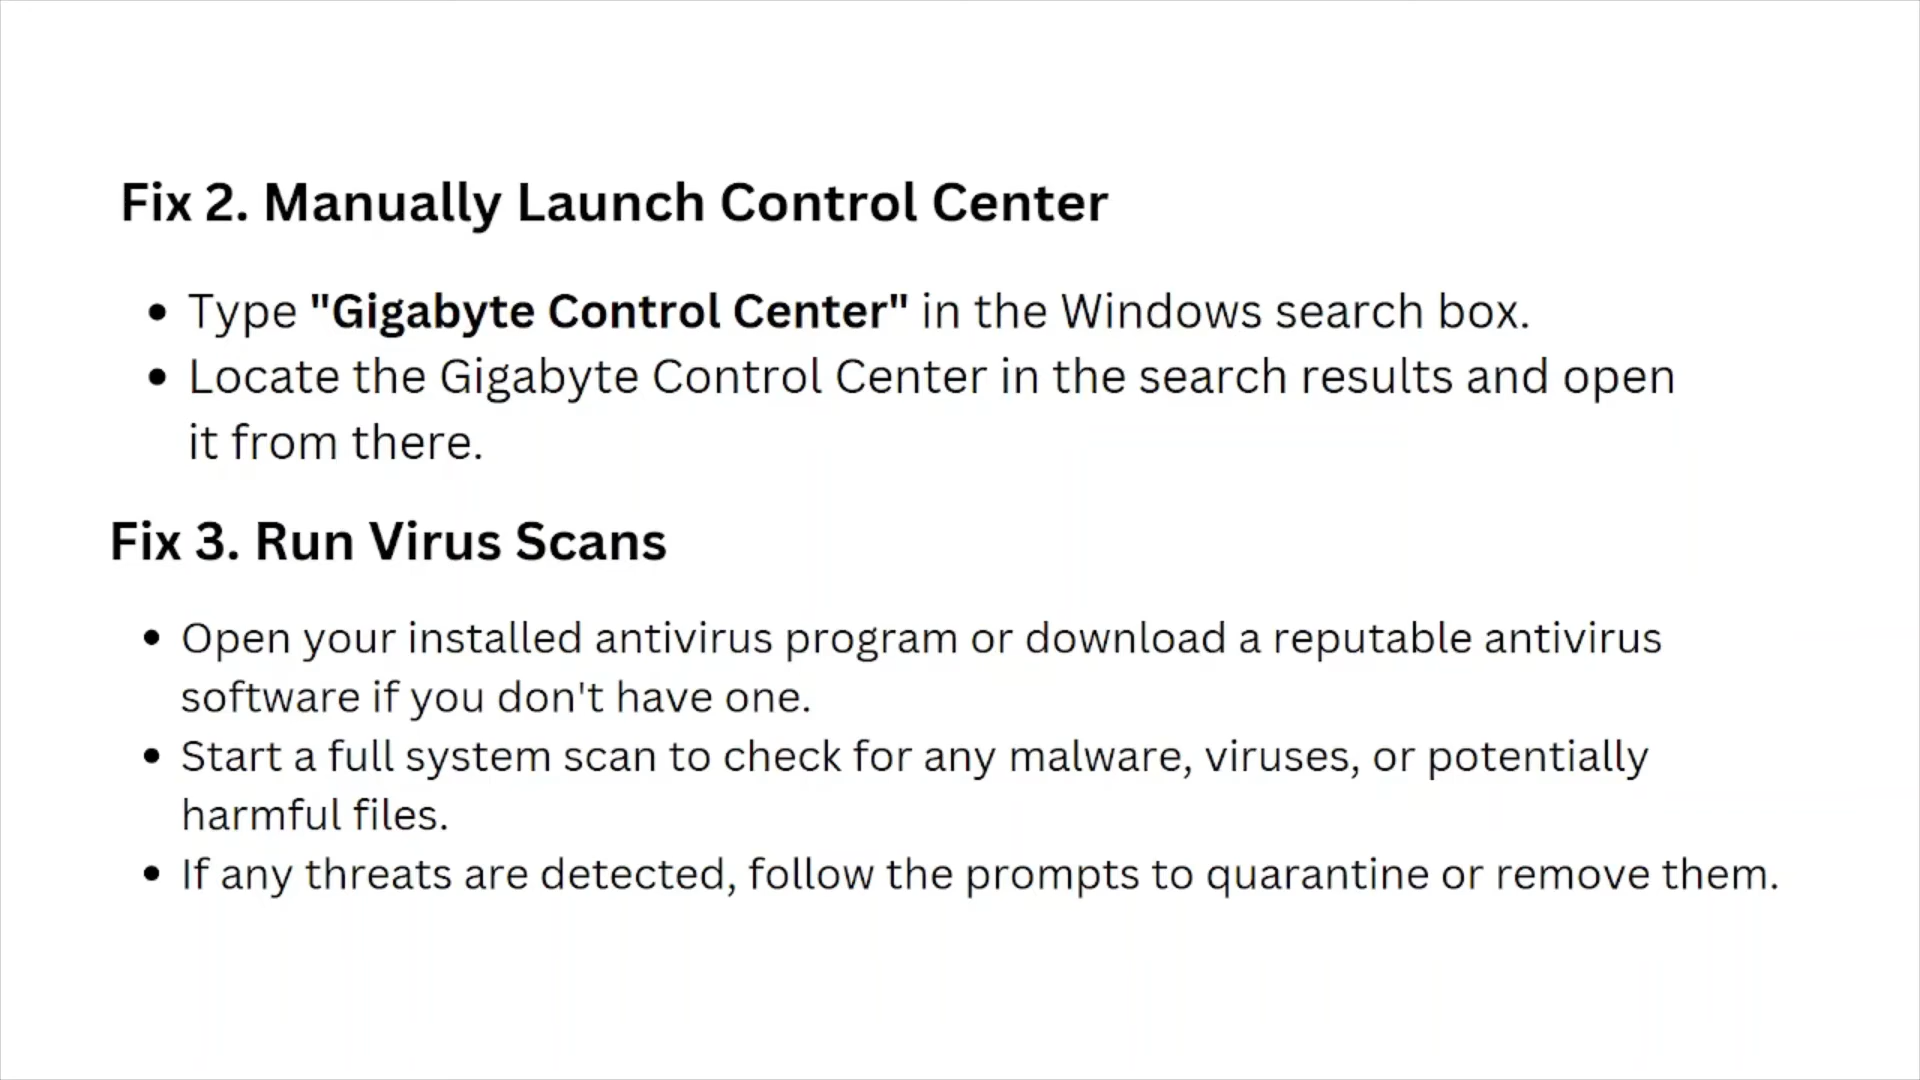 Fix 2. Manually Launch Control Center
• Type "Gigabyte Control Center" in the Windows search box.
• Locate the Gigabyte Control Center in the search results and open
it from there.
Fix 3. Run Virus Scans
• Open your installed antivirus program or download a reputable antivirus
software if you don't have one.
• Start a full system scan to check for any malware, viruses, or potentially
harmful files.
• If any threats are detected, follow the prompts to quarantine or remove them.